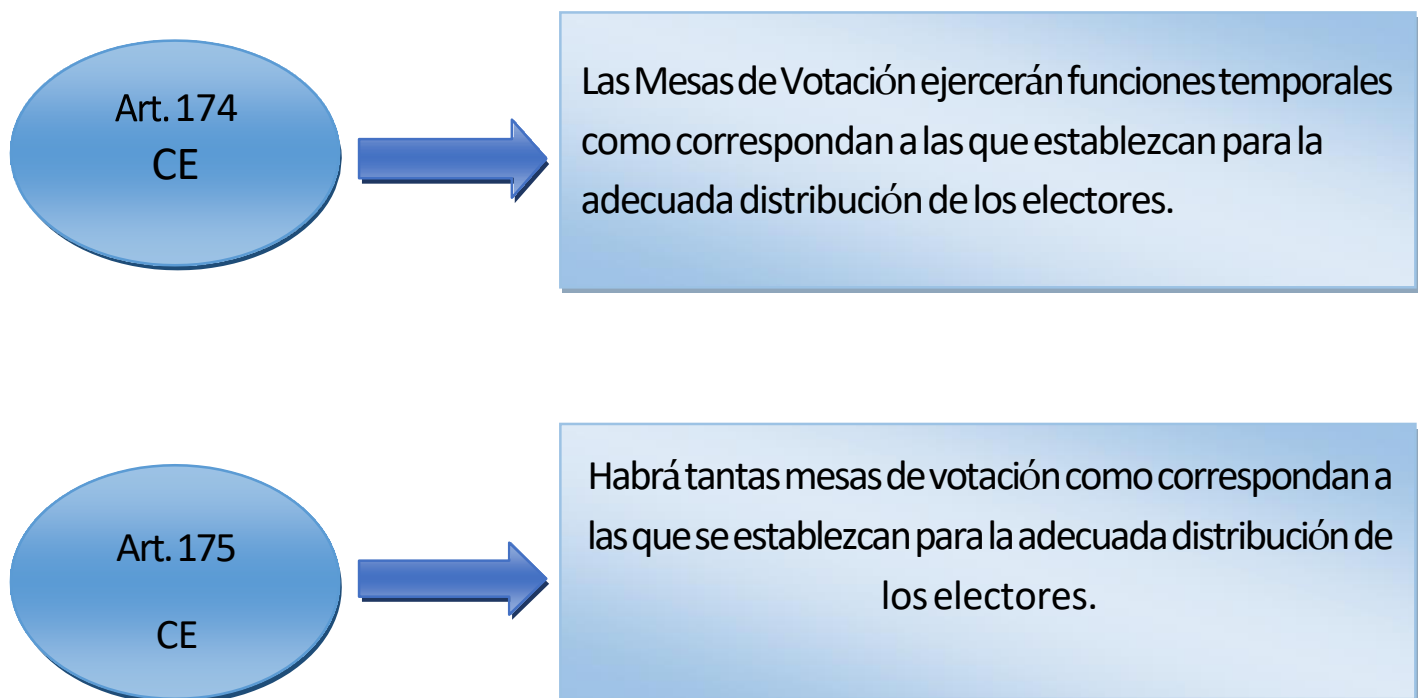 Art. 174
CE
Las Mesas de Votación ejercerán funciones temporales
como correspondan a las que establezcan para la
adecuada distribución de los electores.
Art. 175
CE
Habrá tantas mesas de votación como correspondan a
las que se establezcan para la adecuada distribución de
los electores.